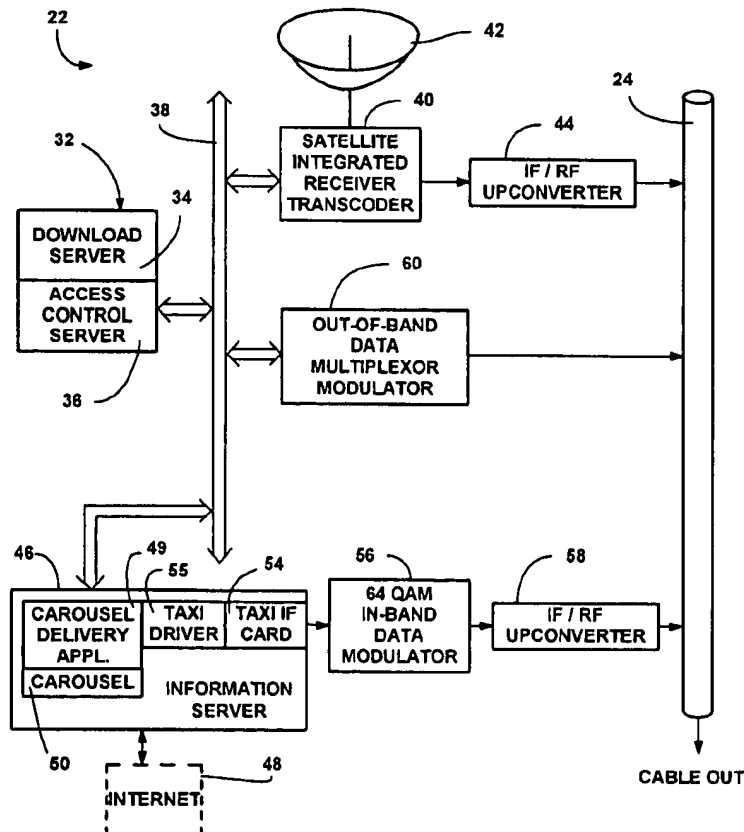 22
42
38
40
24
32
SATELLITE
INTEGRATED
RECEIVER
TRANSCODER
44
IF / RF
UPCONVERTER
DOWNLOAD
SERVER
34
ACCESS
CONTROL
SERVER
36
60
OUT-OF-BAND
DATA
MULTIPLEXOR
MODULATOR
46
49
55
54
56
58
CAROUSEL
DELIVERY
APPL.
TAXI
DRIVER
TAXI IF
CARD
64 QAM
IN-BAND
DATA
MODULATOR
IF / RF
UPCONVERTER
CAROUSEL
INFORMATION
SERVER
50
48
INTERNET
CABLE OUT